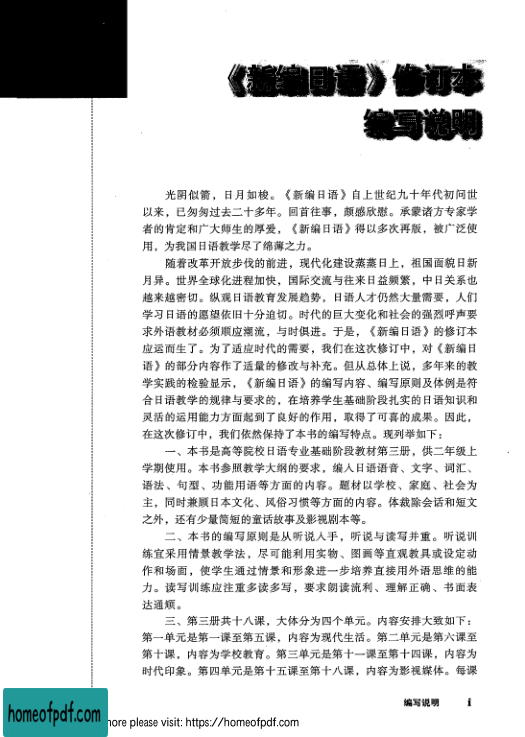 《新编日语》修订本
编写说明
光阴似箭，日月如梭。《新编日语》自上世纪九十年代初问世
以来，已匆匆过去二十多年。回首往事，颇感欣慰。承蒙诸方专家学
者的肯定和广大师生的厚爱，《新编日语》得以多次再版，被广泛使
用，为我国日语教学尽了绵薄之力。
随着改革开放步伐的前进，现代化建设蒸蒸日上，祖国面貌日新
月异。世界全球化进程加快，国际交流与往来日益频繁，中日关系也
越来越密切。纵观日语教育发展趋势，日语人才仍然大量需要，人们
学习日语的愿望依旧十分迫切。时代的巨大变化和社会的强烈呼声要
求外语教材必须顺应潮流，与时俱进。于是，《新编日语》的修订本
应运而生了。为了适应时代的需要，我们在这次修订中，对《新编日
语》的部分内容作了适量的修改与补充。但从总体上说，多年来的教
学实践的检验显示，《新编日语》的编写内容、编写原则及体例是符
合日语教学的规律与要求的，在培养学生基础阶段扎实的日语知识和
灵活的运用能力方面起到了良好的作用，取得了可喜的成果。因此，
在这次修订中，我们依然保持了本书的编写特点。现列举如下：
一、本书是高等院校日语专业基础阶段教材第三册，供二年级上
学期使用。本书参照教学大纲的要求，编入日语语音、文字、词汇、
语法、句型、功能用语等方面的内容。题材以学校、家庭、社会为
主，同时兼顾日本文化、风俗习惯等方面的内容。体裁除会话和短文
之外，还有少量简短的童话故事及影视剧本等。
二、本书的编写原则是从听说入手，听说与读写并重。听说训
练宜采用情景教学法，尽可能利用实物、图画等直观教具或设定动
作和场面，使学生通过情景和形象进一步培养直接用外语思维的能
力。读写训练应注重多读多写，要求朗读流利、理解正确、书面表
达通顺。
三、第三册共十八课，大体分为四个单元。内容安排大致如下：
第一单元是第一课至第五课，内容为现代生活。第二单元是第六课至
第十课，内容为学校教育。第三单元是第十一课至第十四课，内容为
时代印象。第四单元是第十五课至第十八课，内容为影视媒体。每课
编写说明 i
homeofpdf.com
more please visit: https://homeofpdf.com